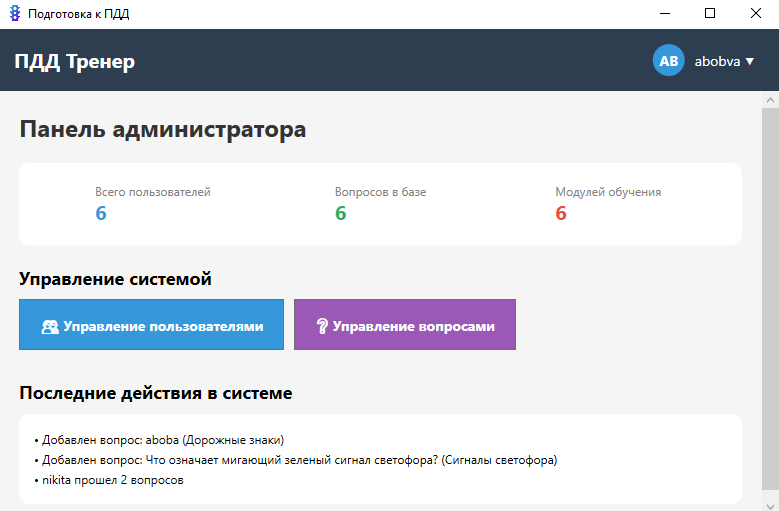 Подготовка к ПДД
ПДД Тренер
AB abobva ▼
Панель администратора
Всего пользователей Вопросов в базе Модулей обучения
6 6 6
Управление системой
Управление пользователями Управление вопросами
Последние действия в системе
• Добавлен вопрос: aboba (Дорожные знаки)
• Добавлен вопрос: Что означает мигающий зеленый сигнал светофора? (Сигналы светофора)
• nikita прошел 2 вопросов